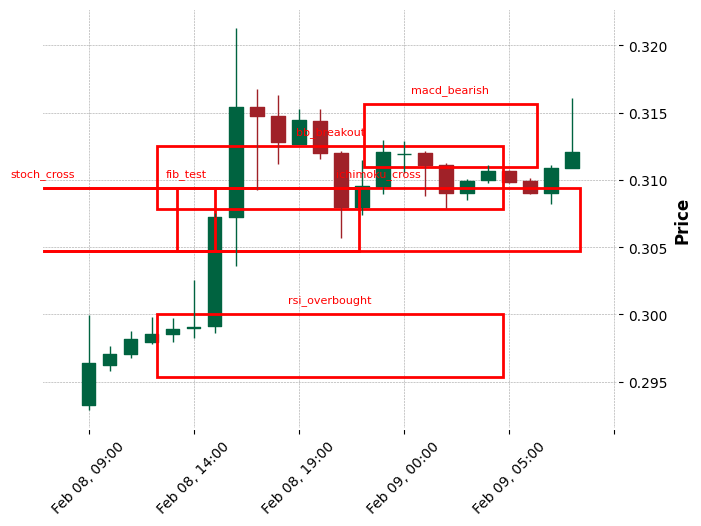 0.320
macd_bearish
0.315
bb_breakout
stoch_cross
fib_test
ichimoku_cross
0.310
Price
0.305
rsi_overbought
0.300
0.295
Feb 08, 09:00
Feb 08, 14:00
Feb 08, 19:00
Feb 09, 00:00
Feb 09, 05:00